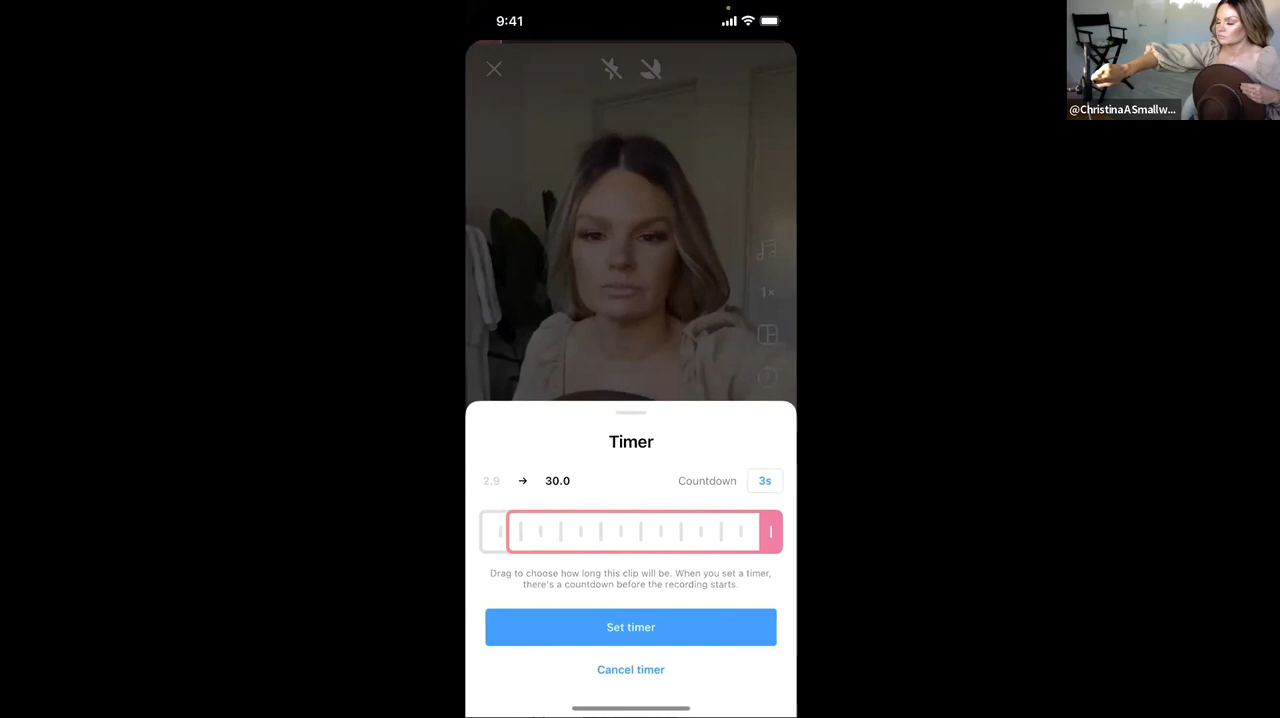 9:41
@ChristinaASmallw...
1×
Timer
2.9 → 30.0 Countdown 3s
Drag to choose how long this clip will be. When you set a timer,
there's a countdown before the recording starts.
Set timer
Cancel timer